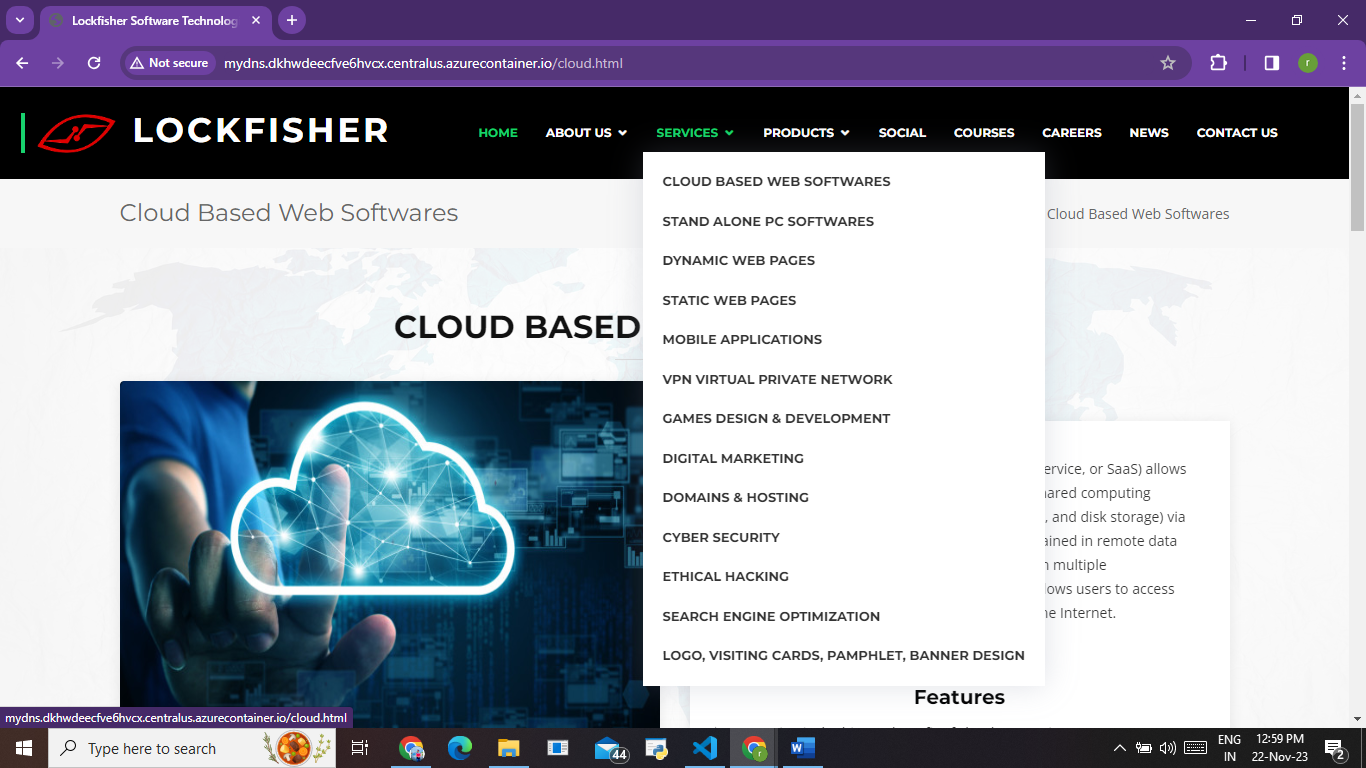 Lockfisher Software Technolog
Not secure
mydns.dkhwdeecfve6hvcx.centralus.azurecontainer.io/cloud.html
r
LOCKFISHER
HOME
ABOUT US
SERVICES
PRODUCTS
SOCIAL
COURSES
CAREERS
NEWS
CONTACT US
CLOUD BASED WEB SOFTWARES
STAND ALONE PC SOFTWARES
DYNAMIC WEB PAGES
STATIC WEB PAGES
MOBILE APPLICATIONS
VPN VIRTUAL PRIVATE NETWORK
GAMES DESIGN & DEVELOPMENT
DIGITAL MARKETING
DOMAINS & HOSTING
CYBER SECURITY
ETHICAL HACKING
SEARCH ENGINE OPTIMIZATION
LOGO, VISITING CARDS, PAMPHLET, BANNER DESIGN
Cloud Based Web Softwares
Cloud Based Web Softwares
CLOUD BASED
or SaaS) allows
computing
and disk storage) via
in remote data
multiple
users to access
Internet.
Features
mydns.dkhwdeecfve6hvcx.centralus.azurecontainer.io/cloud.html
Type here to search
44
r
ENG
IN
12:59 PM
22-Nov-23
2